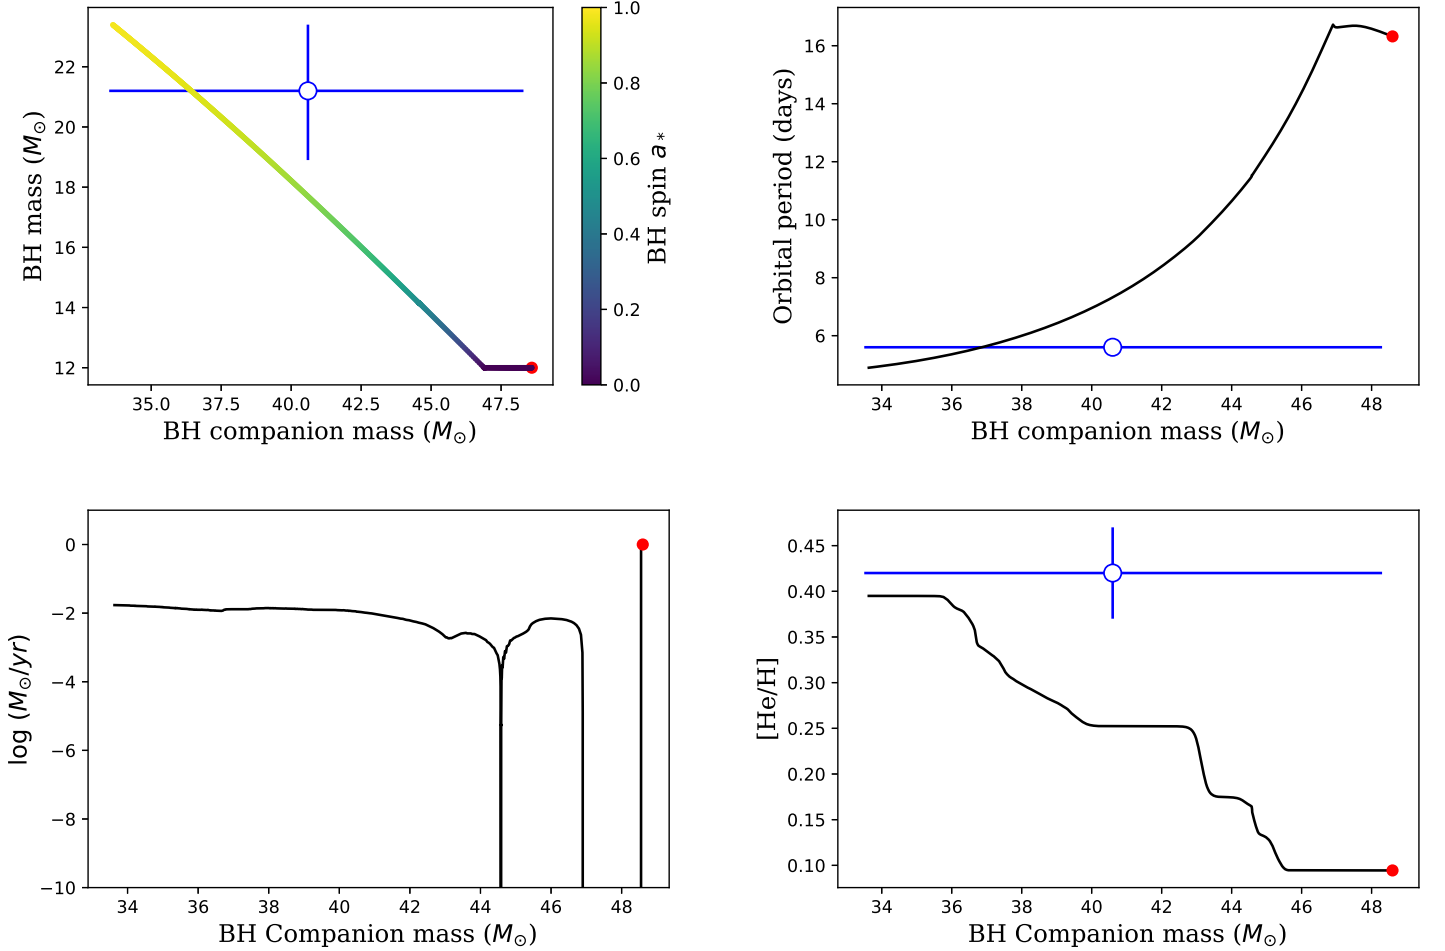 22
20
18
16
14
12
BH mass (M⊙)
35.0 37.5 40.0 42.5 45.0 47.5
BH companion mass (M⊙)
1.0
0.8
0.6
0.4
0.2
0.0
BH spin a*
16
14
12
10
8
6
Orbital period (days)
34 36 38 40 42 44 46 48
BH companion mass (M⊙)
0
−2
−4
−6
−8
−10
log (M⊙/yr)
34 36 38 40 42 44 46 48
BH Companion mass (M⊙)
0.45
0.40
0.35
0.30
0.25
0.20
0.15
0.10
[He/H]
34 36 38 40 42 44 46 48
BH Companion mass (M⊙)